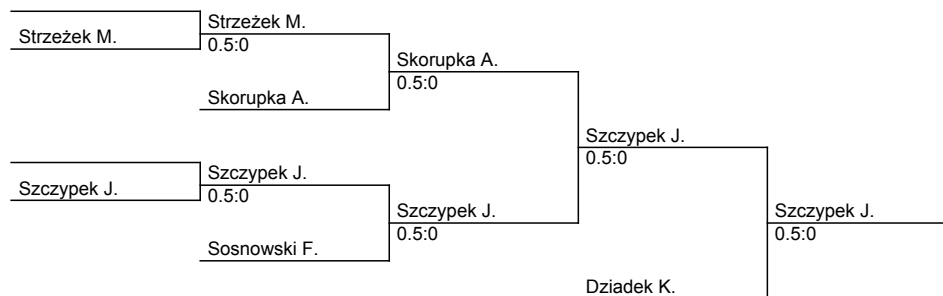 Strzeżek M.
Strzeżek M.
0.5:0
Skorupka A.
0.5:0
Skorupka A.
Szczypek J.
0.5:0
Szczypek J.
Szczypek J.
0.5:0
Szczypek J.
0.5:0
Szczypek J.
0.5:0
Sosnowski F.
Dziadek K.